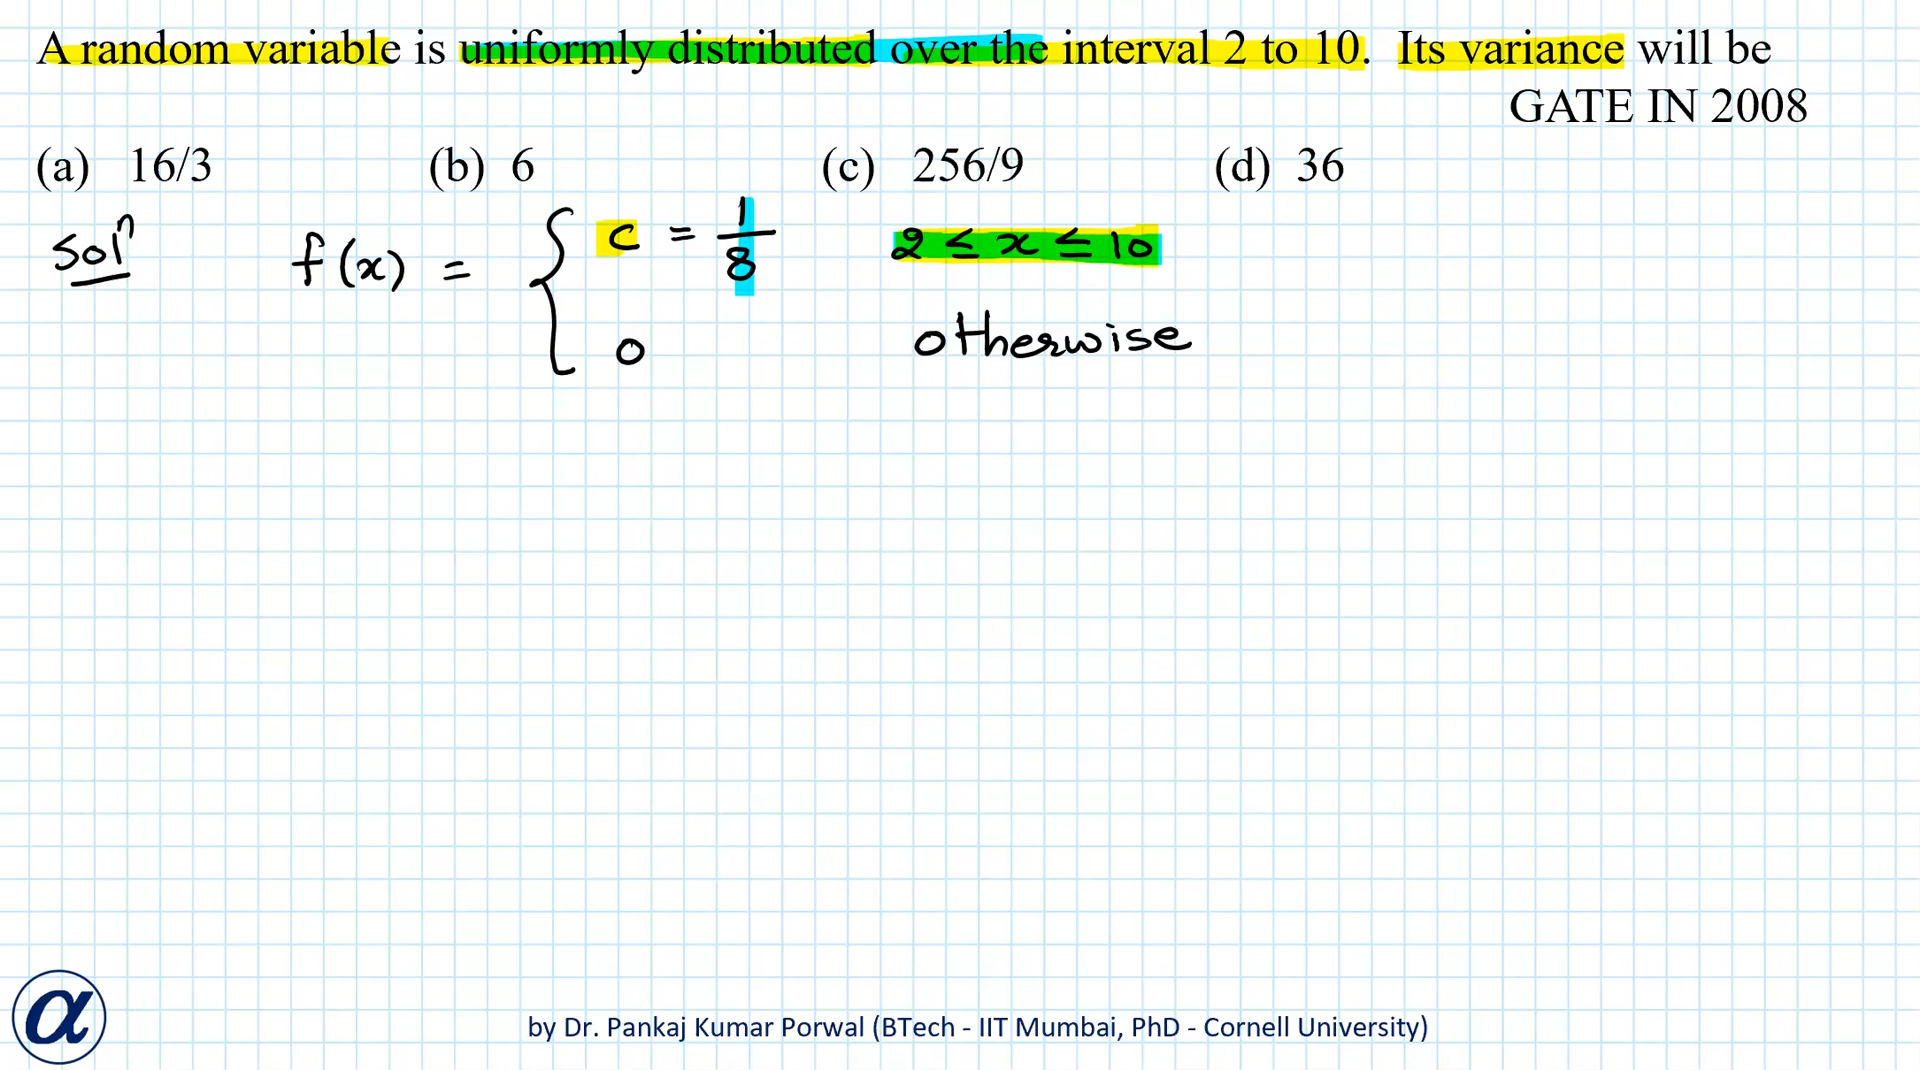 A random variable is uniformly distributed over the interval 2 to 10. Its variance will be
GATE IN 2008
(a) 16/3 (b) 6 (c) 256/9 (d) 36
Solⁿ f(x) = { c = 1/8 2 ≤ x ≤ 10
0 otherwise
α
by Dr. Pankaj Kumar Porwal (BTech - IIT Mumbai, PhD - Cornell University)